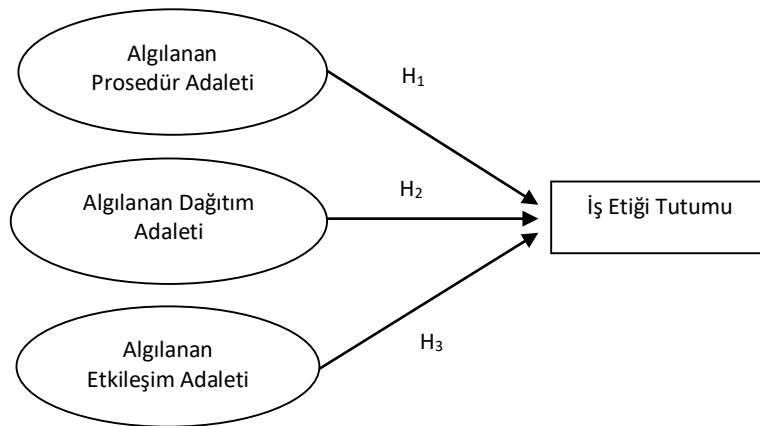 Algılanan
Prosedür Adaleti
H₁
Algılanan Dağıtım
Adaleti
H₂
İş Etiği Tutumu
Algılanan
Etkileşim Adaleti
H₃